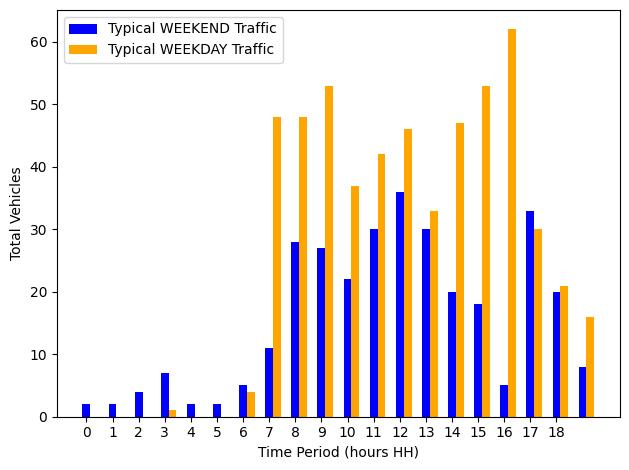 Typical WEEKEND Traffic
Typical WEEKDAY Traffic
60
50
40
30
20
10
0
Total Vehicles
0 1 2 3 4 5 6 7 8 9 10 11 12 13 14 15 16 17 18
Time Period (hours HH)